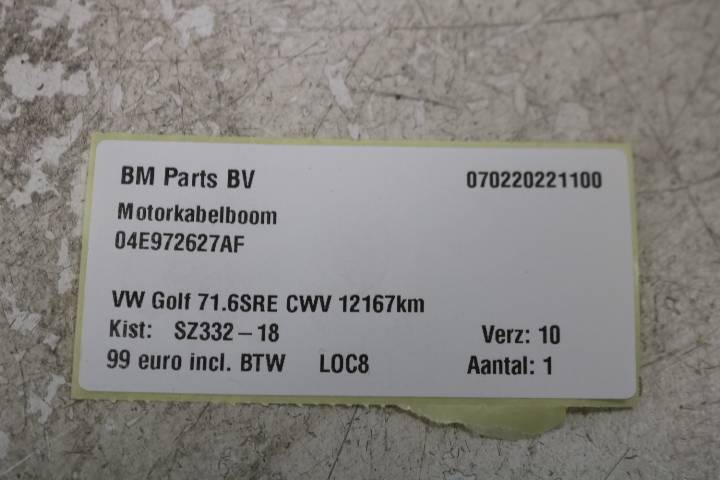 BM Parts BV 070220221100
Motorkabelboom
04E972627AF
VW Golf 71.6SRE CWV 12167km
Kist: SZ332-18 Verz: 10
99 euro incl. BTW LOC8 Aantal: 1